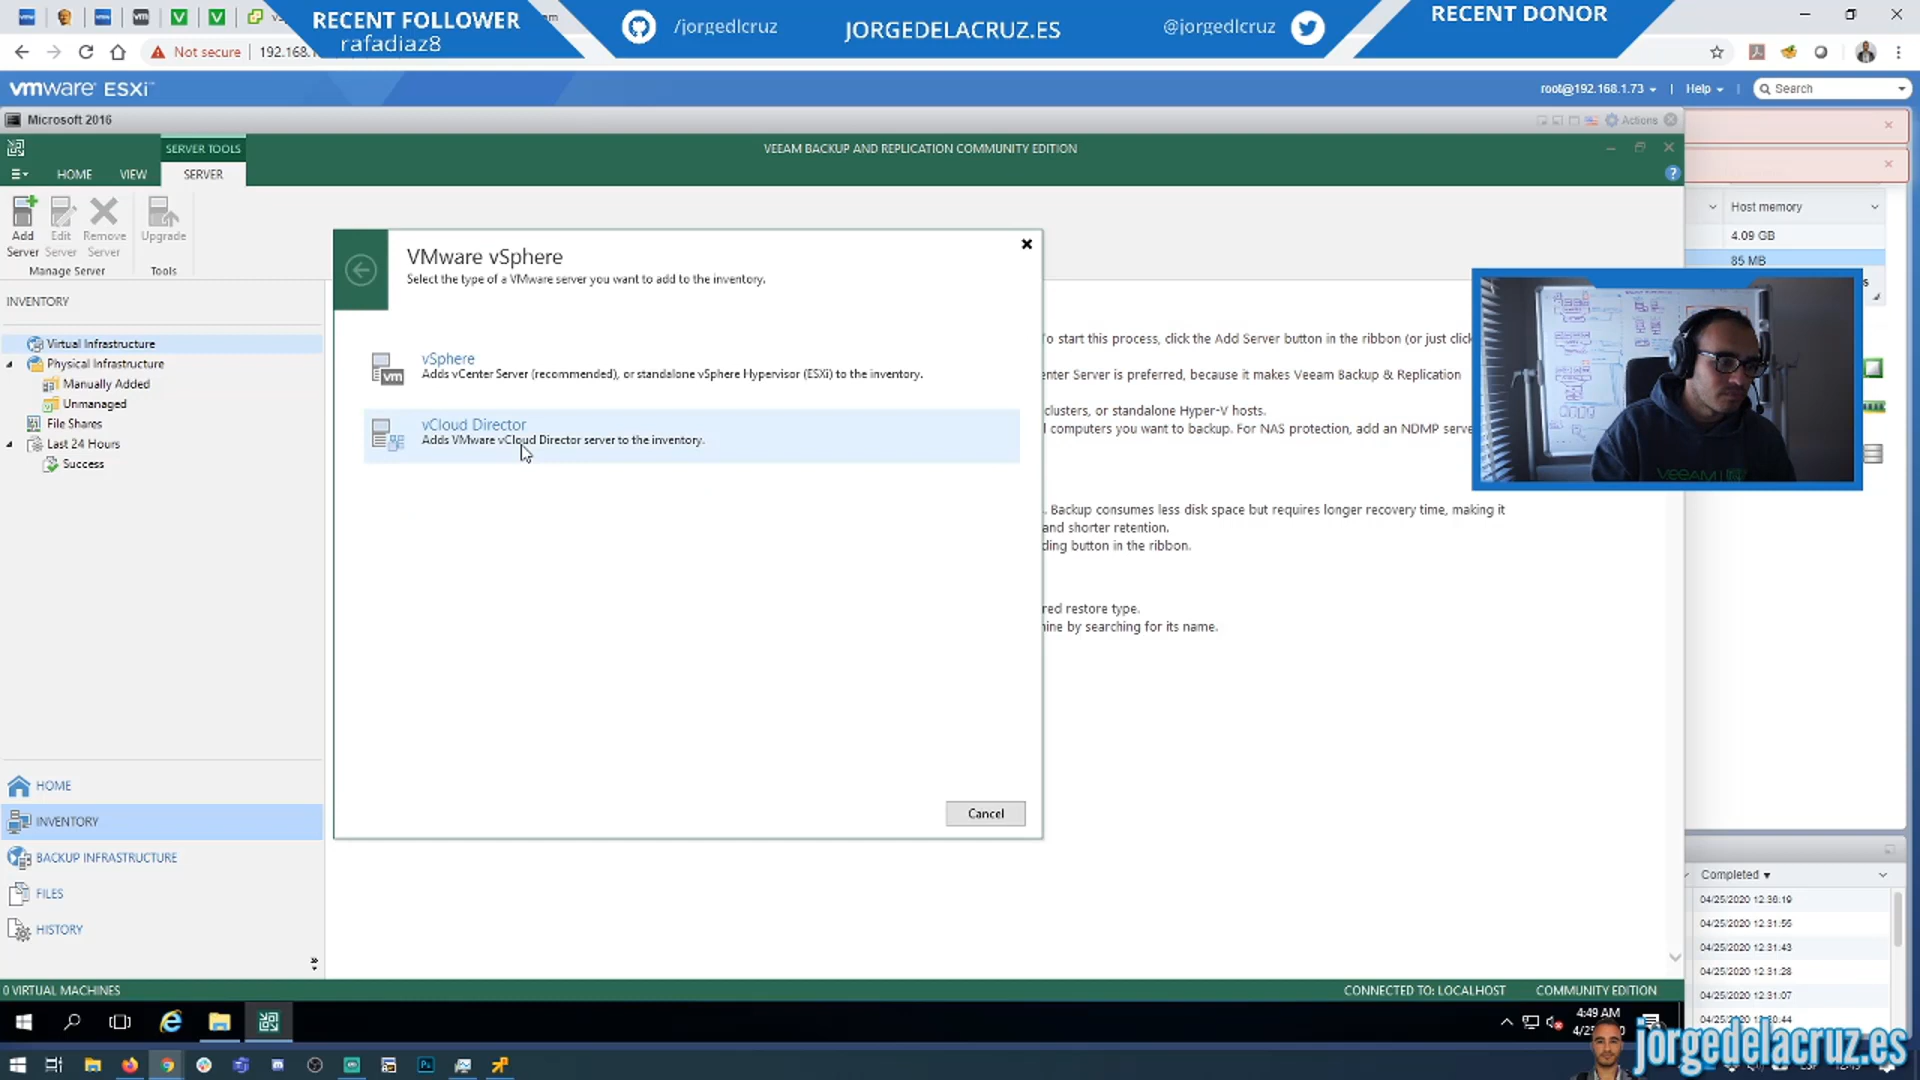 RECENT FOLLOWER
rafadiaz8
/jorgedlcruz
JORGEDELACRUZ.ES
@jorgedlcruz
RECENT DONOR
Not secure
192.168.
vmware ESXi
root@192.168.1.73
Help
Search
Microsoft 2016
Actions
SERVER TOOLS
VEEAM BACKUP AND REPLICATION COMMUNITY EDITION
HOME
VIEW
SERVER
Add Server
Edit Server
Remove Server
Upgrade
Manage Server
Tools
Host memory
4.09 GB
85 MB
INVENTORY
Virtual Infrastructure
Physical Infrastructure
Manually Added
Unmanaged
File Shares
Last 24 Hours
Success
VMware vSphere
Select the type of a VMware server you want to add to the inventory.
vSphere
Adds vCenter Server (recommended), or standalone vSphere Hypervisor (ESXi) to the inventory.
vCloud Director
Adds VMware vCloud Director server to the inventory.
Cancel
o start this process, click the Add Server button in the ribbon (or just click
enter Server is preferred, because it makes Veeam Backup & Replication
clusters, or standalone Hyper-V hosts.
l computers you want to backup. For NAS protection, add an NDMP serve
. Backup consumes less disk space but requires longer recovery time, making it
and shorter retention.
ding button in the ribbon.
red restore type.
hine by searching for its name.
VEEAM
HOME
INVENTORY
BACKUP INFRASTRUCTURE
FILES
HISTORY
Completed
04/25/2020 12:36:19
04/25/2020 12:31:55
04/25/2020 12:31:43
04/25/2020 12:31:28
04/25/2020 12:31:07
0 VIRTUAL MACHINES
CONNECTED TO: LOCALHOST
COMMUNITY EDITION
4:49 AM
jorgedelacruz.es